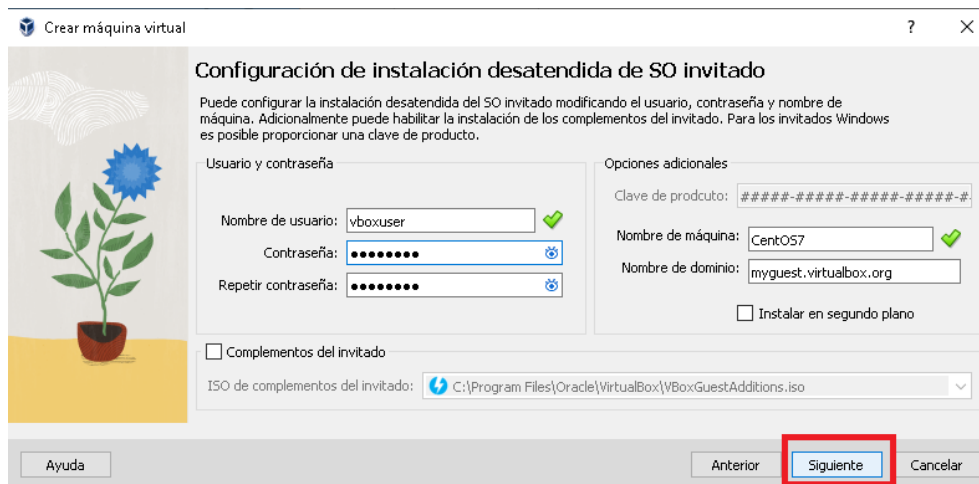 Crear máquina virtual
?
Configuración de instalación desatendida de SO invitado
Puede configurar la instalación desatendida del SO invitado modificando el usuario, contraseña y nombre de
máquina. Adicionalmente puede habilitar la instalación de los complementos del invitado. Para los invitados Windows
es posible proporcionar una clave de producto.
Usuario y contraseña
Nombre de usuario: vboxuser
Contraseña: ●●●●●●●●
Repetir contraseña: ●●●●●●●●
Opciones adicionales
Clave de prodcuto: #####-#####-#####-#####-#
Nombre de máquina: CentOS7
Nombre de dominio: myguest.virtualbox.org
Instalar en segundo plano
Complementos del invitado
ISO de complementos del invitado: C:\Program Files\Oracle\VirtualBox\VBoxGuestAdditions.iso
Ayuda Anterior Siguiente Cancelar